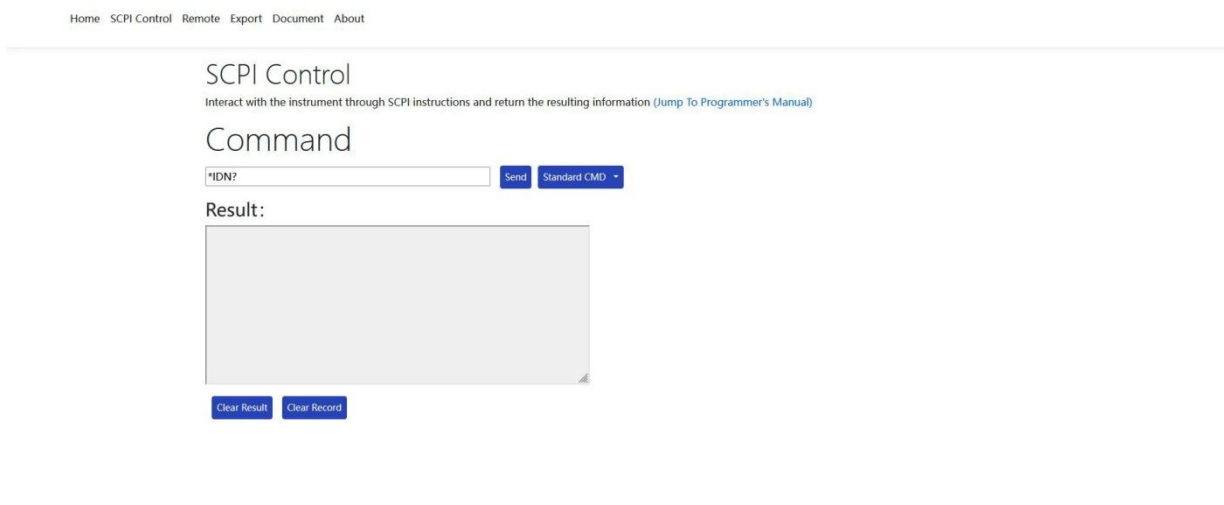 Home SCPI Control Remote Export Document About
SCPI Control
Interact with the instrument through SCPI instructions and return the resulting information (Jump To Programmer's Manual)
Command
*IDN? Send Standard CMD
Result:
Clear Result Clear Record